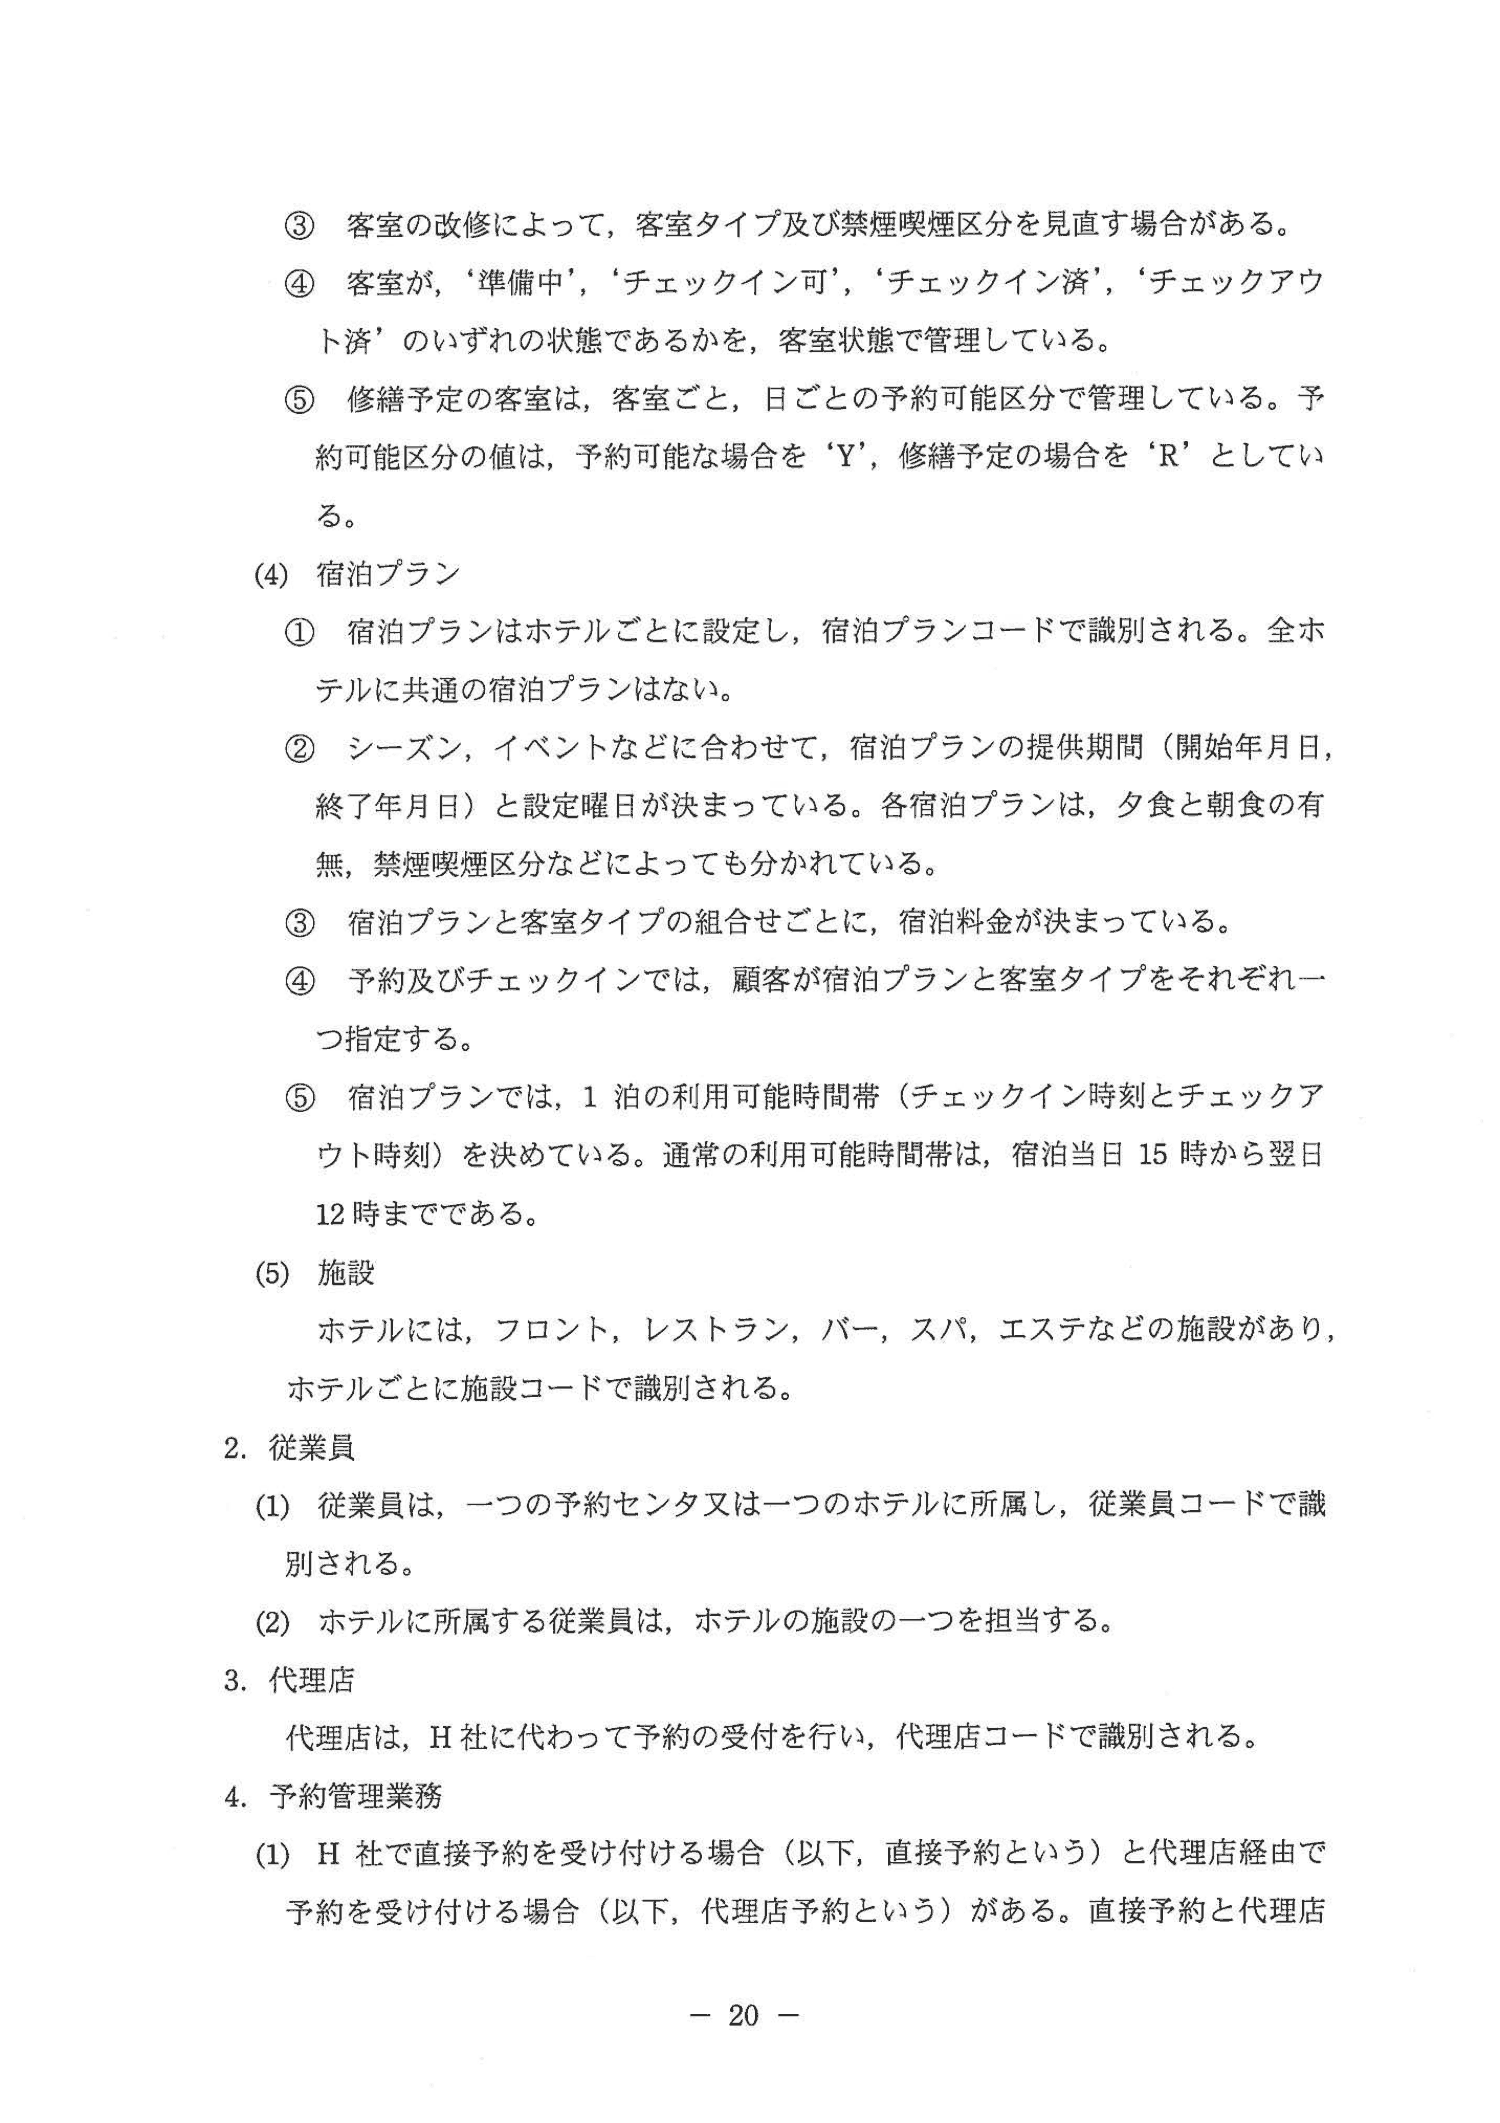 ③　客室の改修によって，客室タイプ及び禁煙喫煙区分を見直す場合がある。
④　客室が，‘準備中’，‘チェックイン可’，‘チェックイン済’，‘チェックアウ
ト済’のいずれの状態であるかを，客室状態で管理している。
⑤　修繕予定の客室は，客室ごと，日ごとの予約可能区分で管理している。予
約可能区分の値は，予約可能な場合を‘Y’，修繕予定の場合を‘R’としてい
る。
(4)　宿泊プラン
①　宿泊プランはホテルごとに設定し，宿泊プランコードで識別される。全ホ
テルに共通の宿泊プランはない。
②　シーズン，イベントなどに合わせて，宿泊プランの提供期間（開始年月日，
終了年月日）と設定曜日が決まっている。各宿泊プランは，夕食と朝食の有
無，禁煙喫煙区分などによっても分かれている。
③　宿泊プランと客室タイプの組合せごとに，宿泊料金が決まっている。
④　予約及びチェックインでは，顧客が宿泊プランと客室タイプをそれぞれ一
つ指定する。
⑤　宿泊プランでは，1 泊の利用可能時間帯（チェックイン時刻とチェックア
ウト時刻）を決めている。通常の利用可能時間帯は，宿泊当日 15 時から翌日
12 時までである。
(5)　施設
ホテルには，フロント，レストラン，バー，スパ，エステなどの施設があり，
ホテルごとに施設コードで識別される。
2．従業員
(1)　従業員は，一つの予約センタ又は一つのホテルに所属し，従業員コードで識
別される。
(2)　ホテルに所属する従業員は，ホテルの施設の一つを担当する。
3．代理店
代理店は，H 社に代わって予約の受付を行い，代理店コードで識別される。
4．予約管理業務
(1)　H 社で直接予約を受け付ける場合（以下，直接予約という）と代理店経由で
予約を受け付ける場合（以下，代理店予約という）がある。直接予約と代理店
― 20 ―